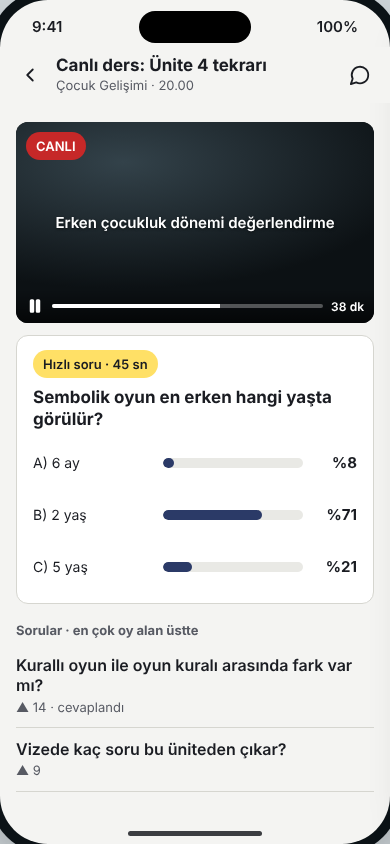 9:41
100%
Canlı ders: Ünite 4 tekrarı
Çocuk Gelişimi · 20.00
CANLI
Erken çocukluk dönemi değerlendirme
38 dk
Hızlı soru · 45 sn
Sembolik oyun en erken hangi yaşta
görülür?
A) 6 ay %8
B) 2 yaş %71
C) 5 yaş %21
Sorular · en çok oy alan üstte
Kurallı oyun ile oyun kuralı arasında fark var
mı?
▲ 14 · cevaplandı
Vizede kaç soru bu üniteden çıkar?
▲ 9